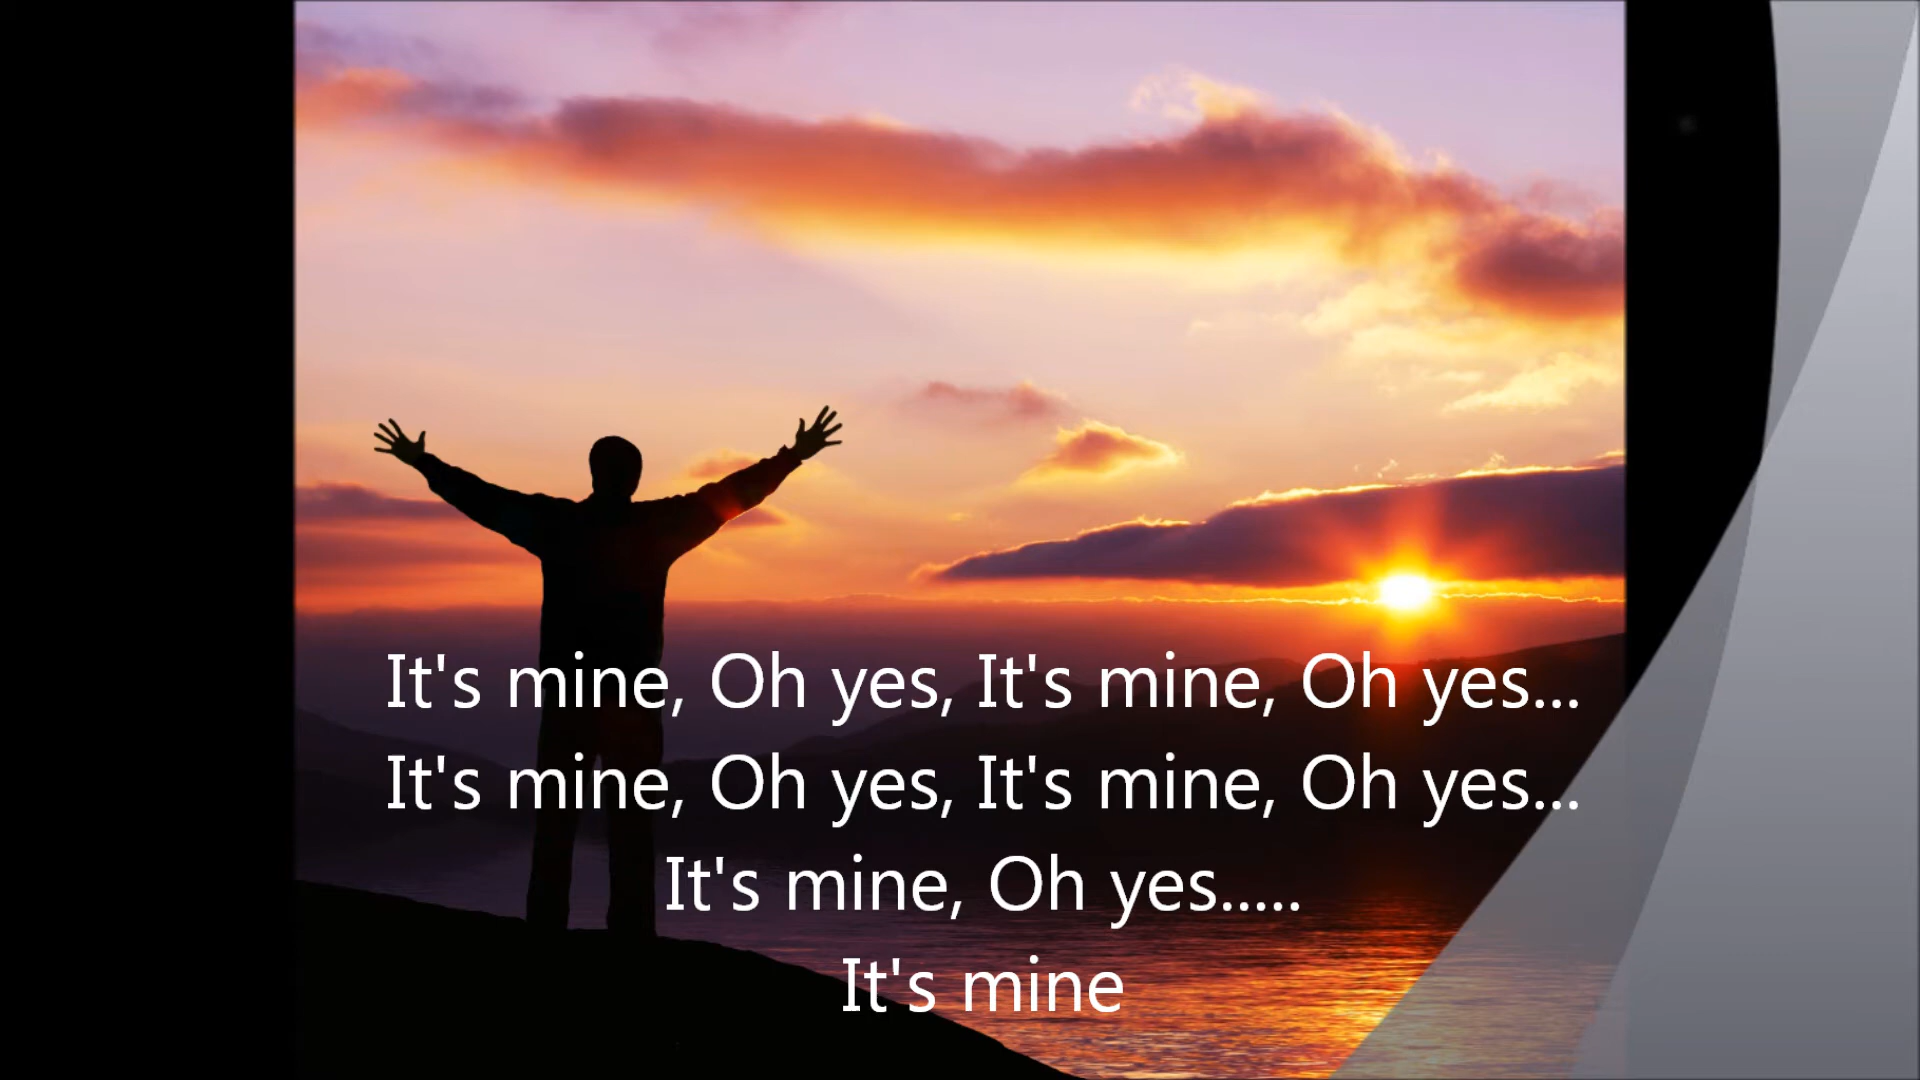 It's mine, Oh yes, It's mine, Oh yes...
It's mine, Oh yes, It's mine, Oh yes...
It's mine, Oh yes.....
It's mine